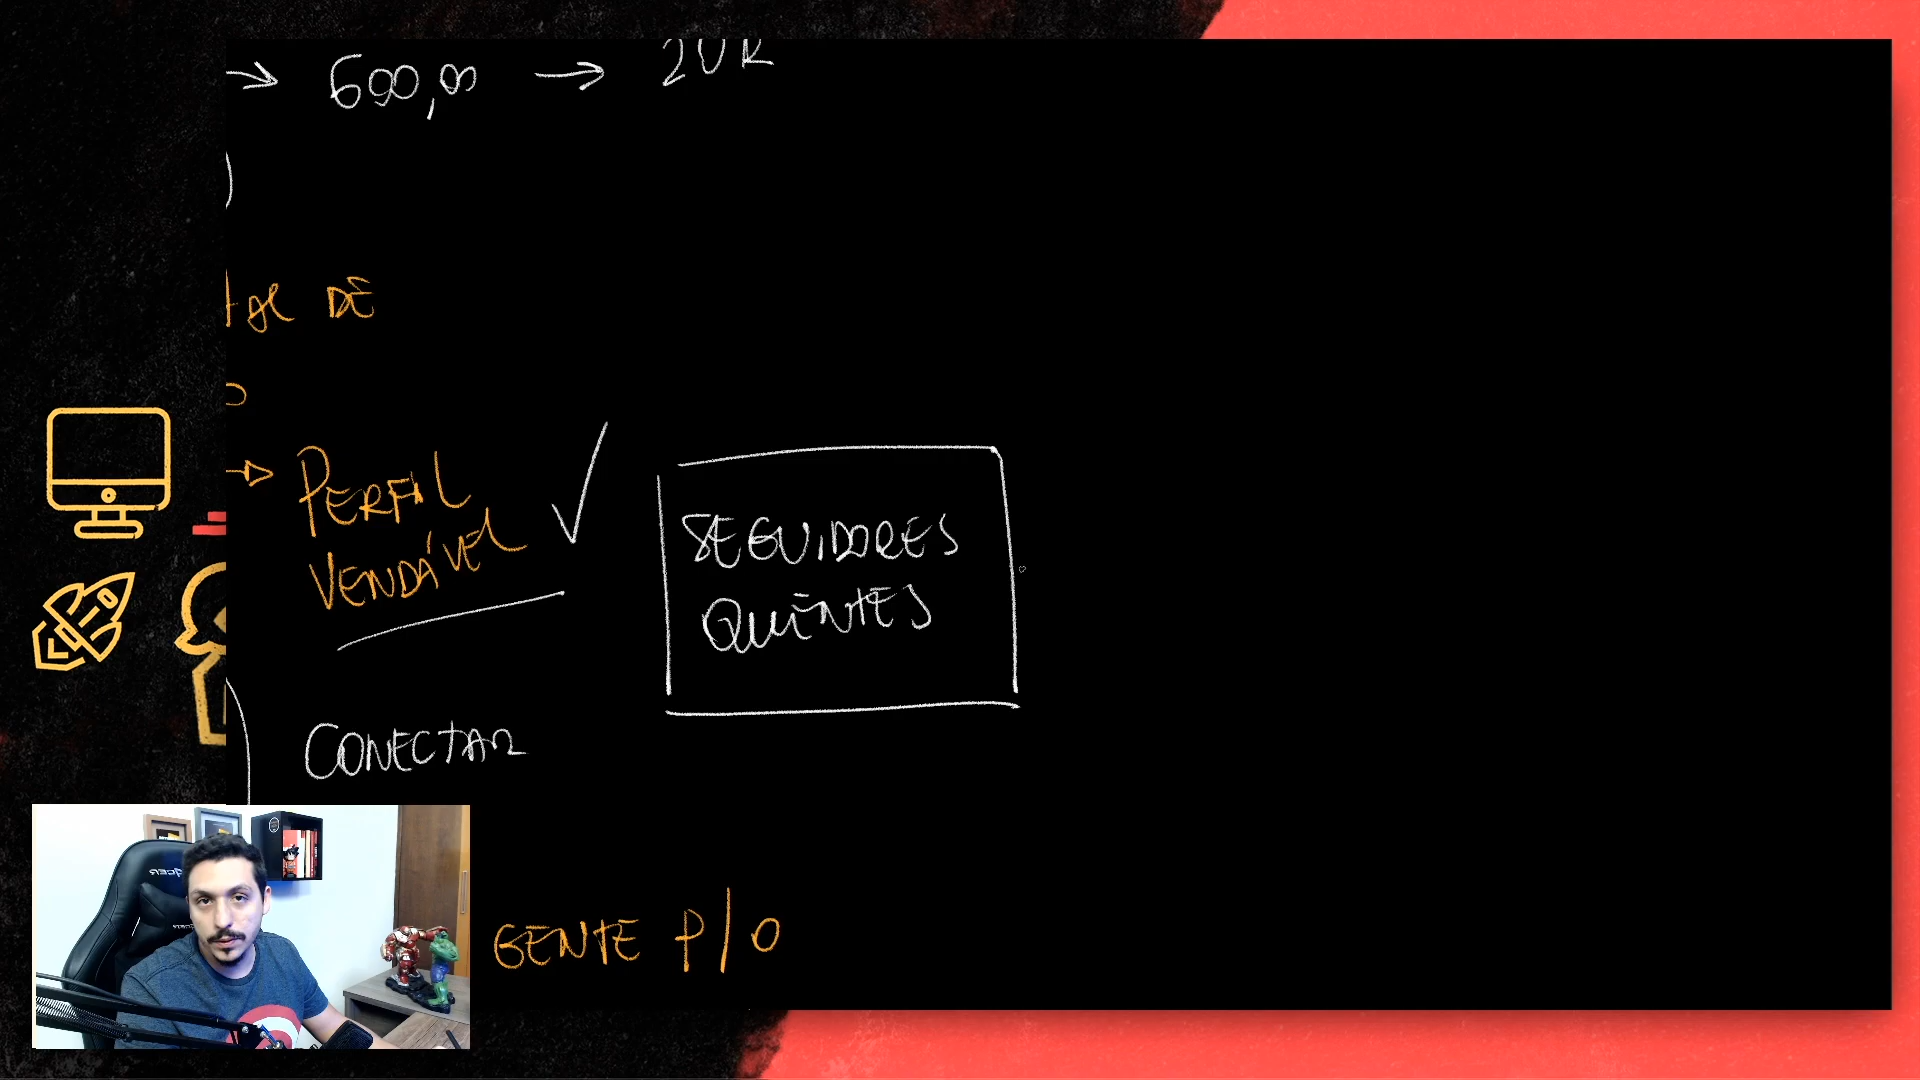 → 600,00 → 20K
DE
→ PERFIL
VENDÁVEL
SEGUIDORES
QUENTES
CONECTAR
GENTE P/ O